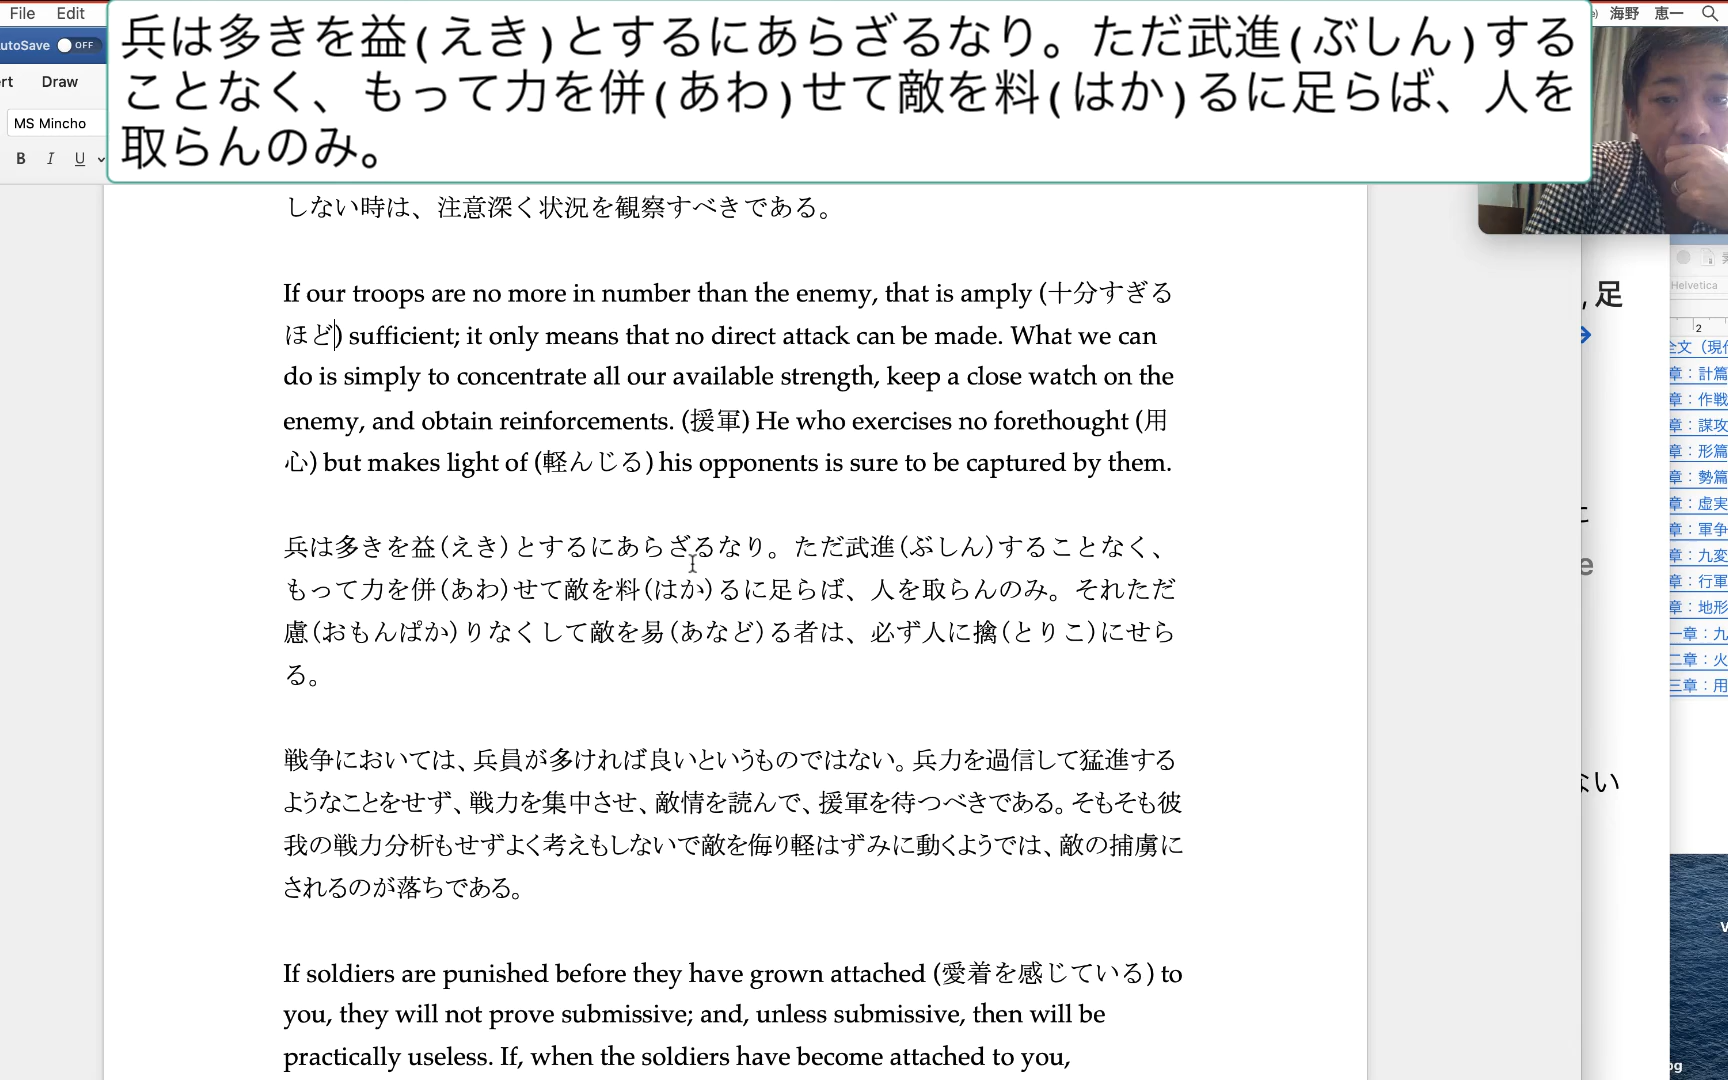 File Edit
海野 恵一
utoSave OFF
rt Draw
MS Mincho
B I U
兵は多きを益(えき)とするにあらざるなり。ただ武進(ぶしん)する
ことなく、もって力を併(あわ)せて敵を料(はか)るに足らば、人を
取らんのみ。
しない時は、注意深く状況を観察すべきである。
If our troops are no more in number than the enemy, that is amply (十分すぎる
ほど) sufficient; it only means that no direct attack can be made. What we can
do is simply to concentrate all our available strength, keep a close watch on the
enemy, and obtain reinforcements. (援軍) He who exercises no forethought (用
心) but makes light of (軽んじる) his opponents is sure to be captured by them.
兵は多きを益(えき)とするにあらざるなり。ただ武進(ぶしん)することなく、
もって力を併(あわ)せて敵を料(はか)るに足らば、人を取らんのみ。それただ
慮(おもんぱか)りなくして敵を易(あなど)る者は、必ず人に擒(とりこ)にせら
る。
戦争においては、兵員が多ければ良いというものではない。兵力を過信して猛進する
ようなことをせず、戦力を集中させ、敵情を読んで、援軍を待つべきである。そもそも彼
我の戦力分析もせずよく考えもしないで敵を侮り軽はずみに動くようでは、敵の捕虜に
されるのが落ちである。
If soldiers are punished before they have grown attached (愛着を感じている) to
you, they will not prove submissive; and, unless submissive, then will be
practically useless. If, when the soldiers have become attached to you,
, 足
e
ない
Helvetica
2
全文（現代
章：計篇
章：作戦
章：謀攻
章：形篇
章：勢篇
章：虚実
章：軍争
章：九変
章：行軍
章：地形
一章：九
二章：火
三章：用